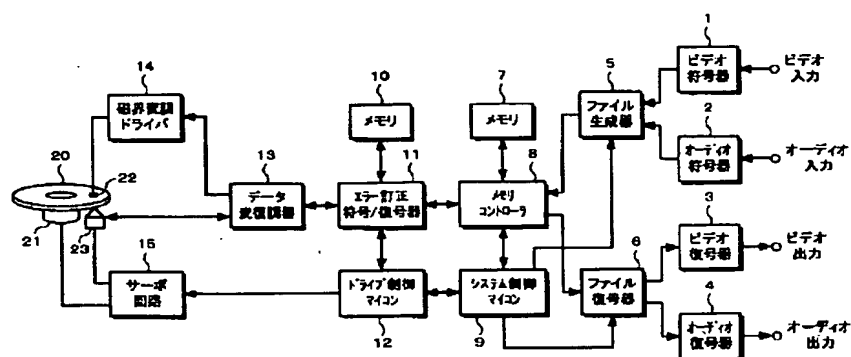 1
ビデオ
符号器
ビデオ
入力
2
オーディオ
符号器
オーディオ
入力
5
ファイル
生成器
7
メモリ
10
メモリ
14
磁界変調
ドライバ
13
データ
変復調器
11
エラー訂正
符号/復号器
8
メモリ
コントローラ
20
22
21
23
15
サーボ
回路
ドライブ制御
マイコン
12
システム制御
マイコン
9
6
ファイル
復号器
3
ビデオ
復号器
ビデオ
出力
4
オーディオ
復号器
オーディオ
出力